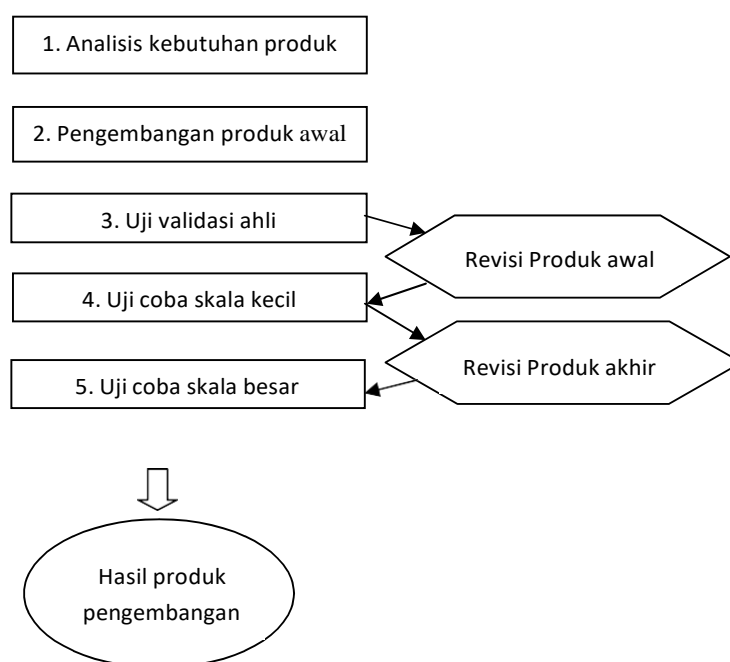 1. Analisis kebutuhan produk
2. Pengembangan produk awal
3. Uji validasi ahli
Revisi Produk awal
4. Uji coba skala kecil
Revisi Produk akhir
5. Uji coba skala besar
Hasil produk
pengembangan